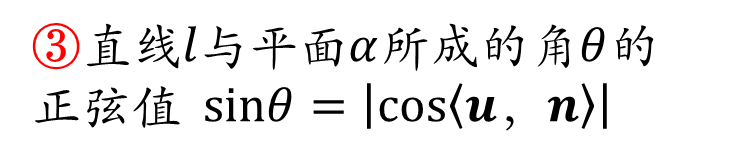 ③直线l与平面α所成的角θ的
正弦值 sinθ = |cos⟨u，n⟩|